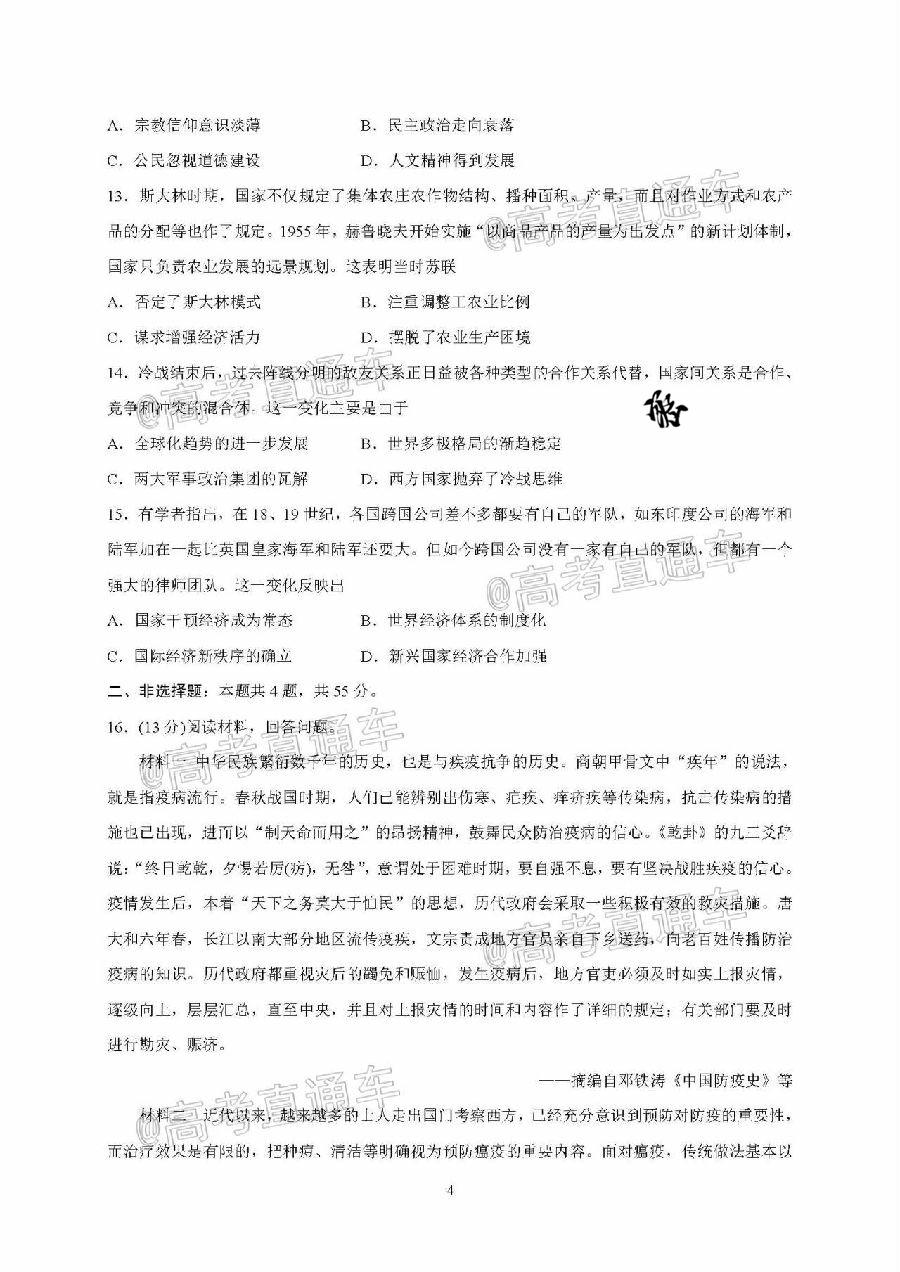 A．宗教信仰意识淡薄 B．民主政治走向衰落
C．公民忽视道德建设 D．人文精神得到发展
13．斯大林时期，国家不仅规定了集体农庄农作物结构、播种面积、产量，而且对作业方式和农产
品的分配等也作了规定。1955年，赫鲁晓夫开始实施“以商品产品的产量为出发点”的新计划体制，
国家只负责农业发展的远景规划。这表明当时苏联
A．否定了斯大林模式 B．注重调整工农业比例
C．谋求增强经济活力 D．摆脱了农业生产困境
14．冷战结束后，过去阵线分明的敌友关系正日益被各种类型的合作关系代替，国家间关系是合作、
竞争和冲突的混合体。这一变化主要是由于
A．全球化趋势的进一步发展 B．世界多极格局的渐趋稳定
C．两大军事政治集团的瓦解 D．西方国家抛弃了冷战思维
15．有学者指出，在18、19世纪，各国跨国公司差不多都要有自己的军队，如东印度公司的海军和
陆军加在一起比英国皇家海军和陆军还要大。但如今跨国公司没有一家有自己的军队，但都有一个
强大的律师团队。这一变化反映出
A．国家干预经济成为常态 B．世界经济体系的制度化
C．国际经济新秩序的确立 D．新兴国家经济合作加强
二、非选择题：本题共4题，共55分。
16．(13分)阅读材料，回答问题。
材料一 中华民族繁衍数千年的历史，也是与疾疫抗争的历史。商朝甲骨文中“疾年”的说法，
就是指疫病流行。春秋战国时期，人们已能辨别出伤寒、疟疾、痒疥疾等传染病，抗击传染病的措
施也已出现，进而以“制天命而用之”的昂扬精神，鼓舞民众防治疫病的信心。《乾卦》的九三爻辞
说：“终日乾乾，夕惕若厉(疠)，无咎”，意谓处于困难时期，要自强不息，要有坚决战胜疾疫的信心。
疫情发生后，本着“天下之务莫大于恤民”的思想，历代政府会采取一些积极有效的救灾措施。唐
大和六年春，长江以南大部分地区流传疫疾，文宗责成地方官员亲自下乡送药，向老百姓传播防治
疫病的知识。历代政府都重视灾后的蠲免和赈恤，发生疫病后，地方官吏必须及时如实上报灾情，
逐级向上，层层汇总，直至中央，并且对上报灾情的时间和内容作了详细的规定；有关部门要及时
进行勘灾、赈济。
——摘编自邓铁涛《中国防疫史》等
材料二 近代以来，越来越多的士人走出国门考察西方，已经充分意识到预防对防疫的重要性，
而治疗效果是有限的，把种痘、清洁等明确视为预防瘟疫的重要内容。面对瘟疫，传统做法基本以
4
@高考直通车
@高考直通车
@高考直通车
@高考直通车
@高考直通车
@高考直通车